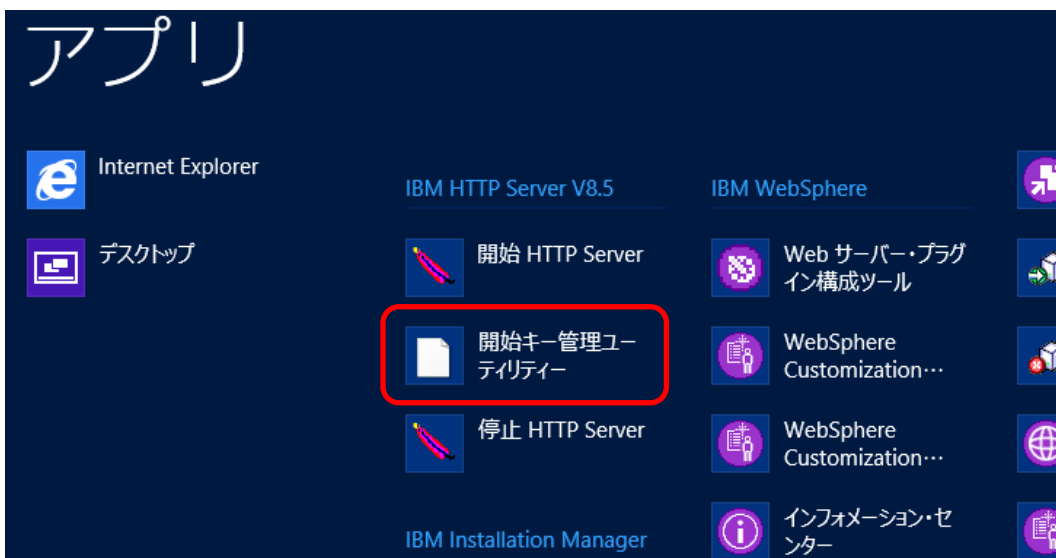 アプリ
Internet Explorer
デスクトップ
IBM HTTP Server V8.5
開始 HTTP Server
開始キー管理ユー
ティリティー
停止 HTTP Server
IBM Installation Manager
IBM WebSphere
Web サーバー・プラグ
イン構成ツール
WebSphere
Customization…
WebSphere
Customization…
インフォメーション・セ
ンター